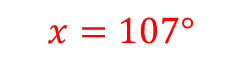 x = 107°